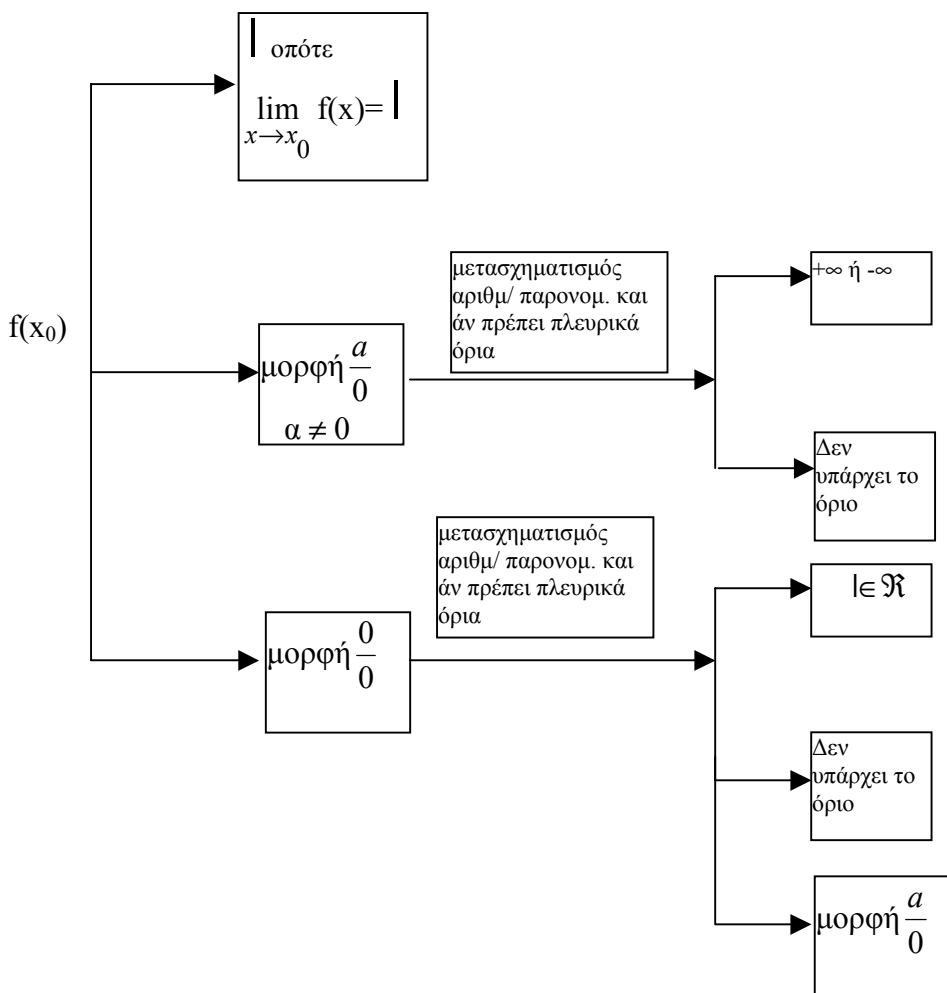 l οπότε
lim f(x)= l
x→x₀
f(x₀)
μετασχηματισμός
αριθμ/ παρονομ. και
άν πρέπει πλευρικά
όρια
+∞ ή -∞
μορφή a/0
α ≠ 0
Δεν
υπάρχει το
όριο
μετασχηματισμός
αριθμ/ παρονομ. και
άν πρέπει πλευρικά
όρια
l∈ ℜ
μορφή 0/0
Δεν
υπάρχει το
όριο
μορφή a/0